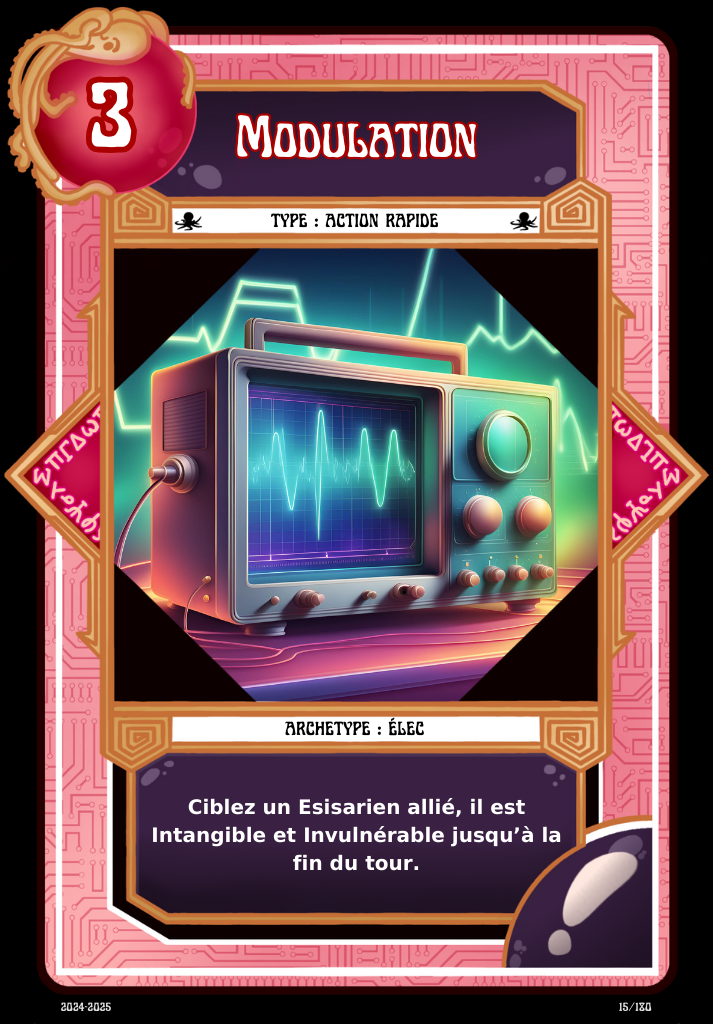 3
MODULATION
TYPE : ACTION RAPIDE
ARCHETYPE : ÉLEC
Ciblez un Esisarien allié, il est
Intangible et Invulnérable jusqu’à la
fin du tour.
2024-2025
15/180